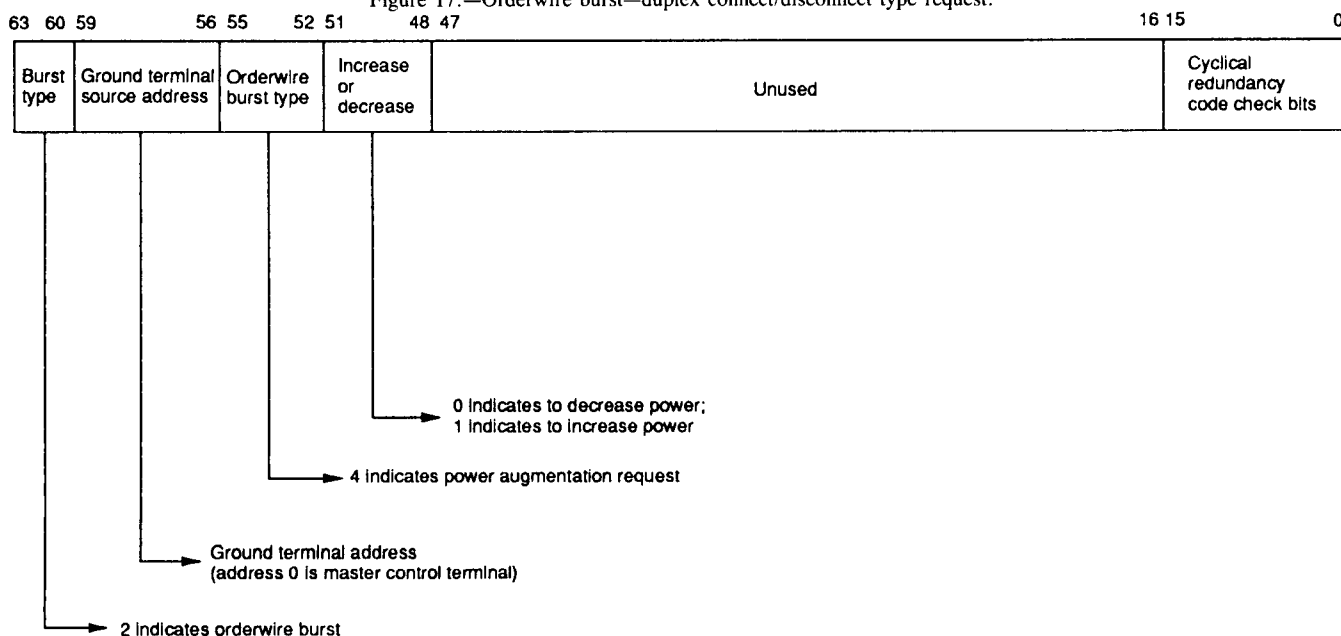 Figure 17.—Orderwire burst—duplex connect/disconnect type request.
63 60 59 56 55 52 51 48 47 16 15 0
Burst type
Ground terminal source address
Orderwire burst type
Increase or decrease
Unused
Cyclical redundancy code check bits
0 indicates to decrease power;
1 indicates to increase power
4 indicates power augmentation request
Ground terminal address
(address 0 is master control terminal)
2 indicates orderwire burst